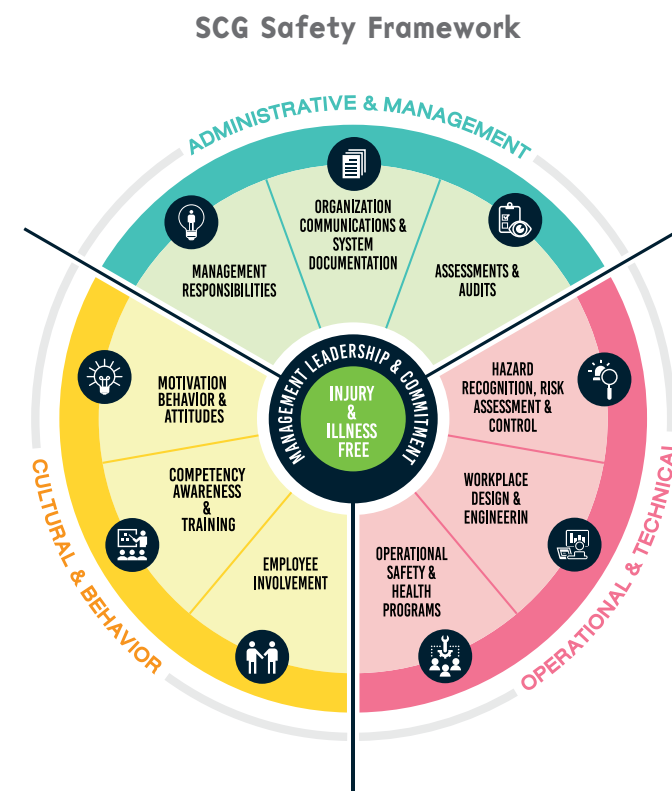 SCG Safety Framework
ADMINISTRATIVE & MANAGEMENT
MANAGEMENT
RESPONSIBILITIES
ORGANIZATION
COMMUNICATIONS &
SYSTEM
DOCUMENTATION
ASSESSMENTS &
AUDITS
MOTIVATION
BEHAVIOR &
ATTITUDES
COMPETENCY
AWARENESS
&
TRAINING
EMPLOYEE
INVOLVEMENT
CULTURAL & BEHAVIOR
MANAGEMENT LEADERSHIP & COMMITMENT
INJURY
&
ILLNESS
FREE
HAZARD
RECOGNITION, RISK
ASSESSMENT &
CONTROL
WORKPLACE
DESIGN &
ENGINEERIN
OPERATIONAL
SAFETY &
HEALTH
PROGRAMS
OPERATIONAL & TECHNICAL